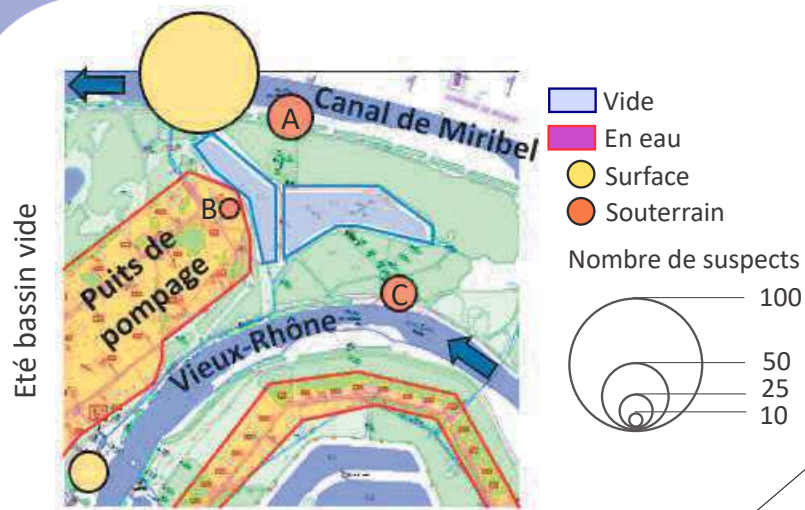 Eté bassin vide
Canal de Miribel
A
B
C
Puits de
pompage
Vieux-Rhône
Vide
En eau
Surface
Souterrain
Nombre de suspects
100
50
25
10